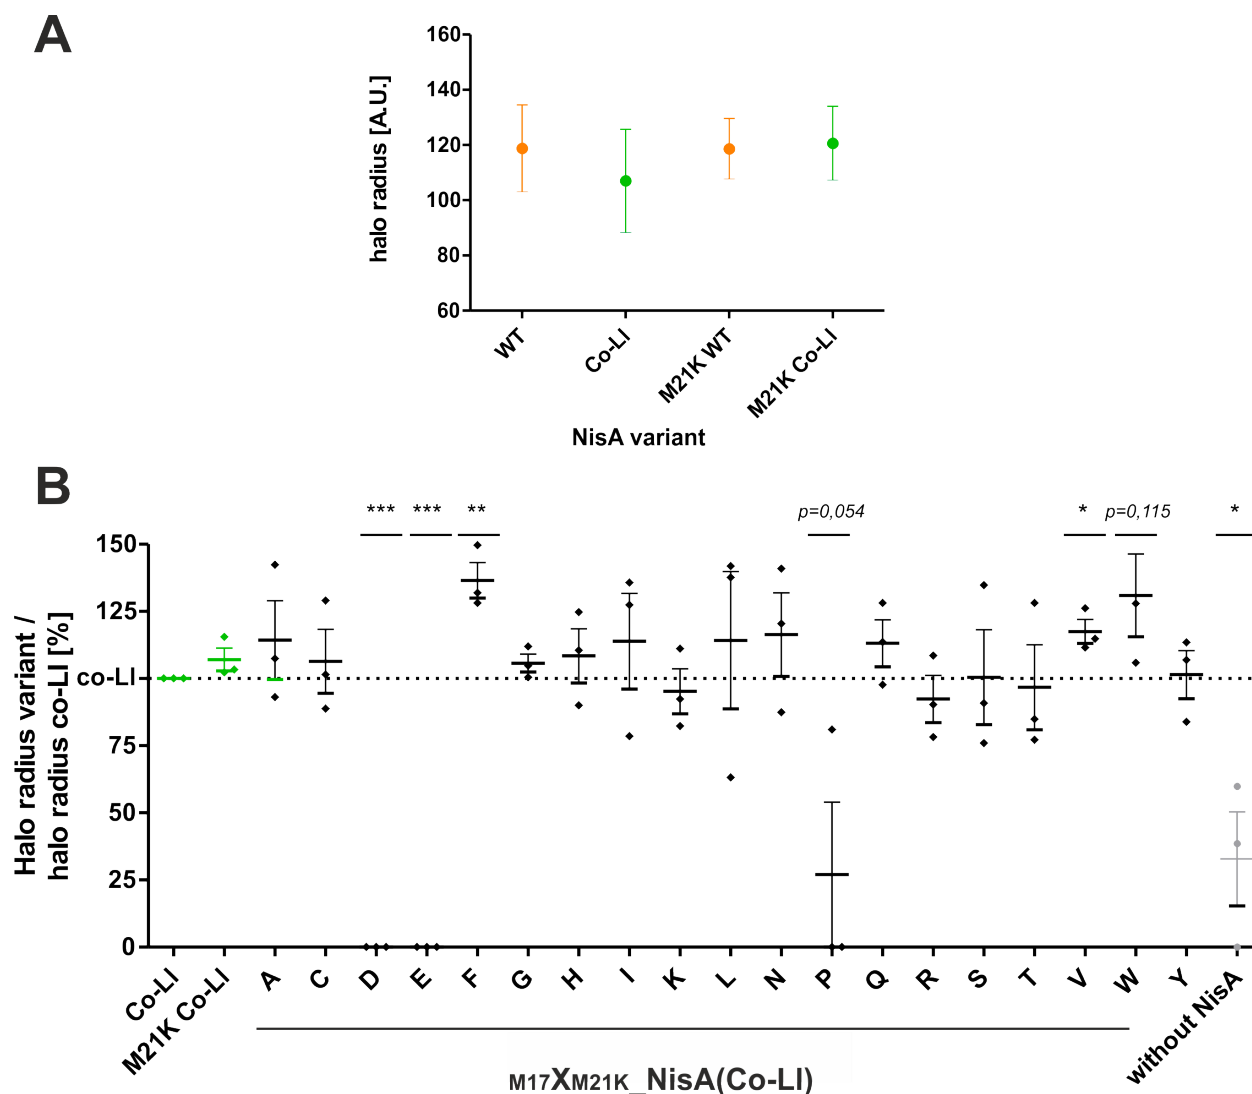 A
halo radius [A.U.]
160
140
120
100
80
60
WT
Co-LI
M21K WT
M21K Co-LI
NisA variant
B
Halo radius variant /
halo radius co-LI [%]
*** *** ** p=0,054 * p=0,115 *
150
125
co-LI
75
50
25
0
Co-LI
M21K Co-LI
A C D E F G H I K L N P Q R S T V W Y
without NisA
M17XM21K_NisA(Co-LI)